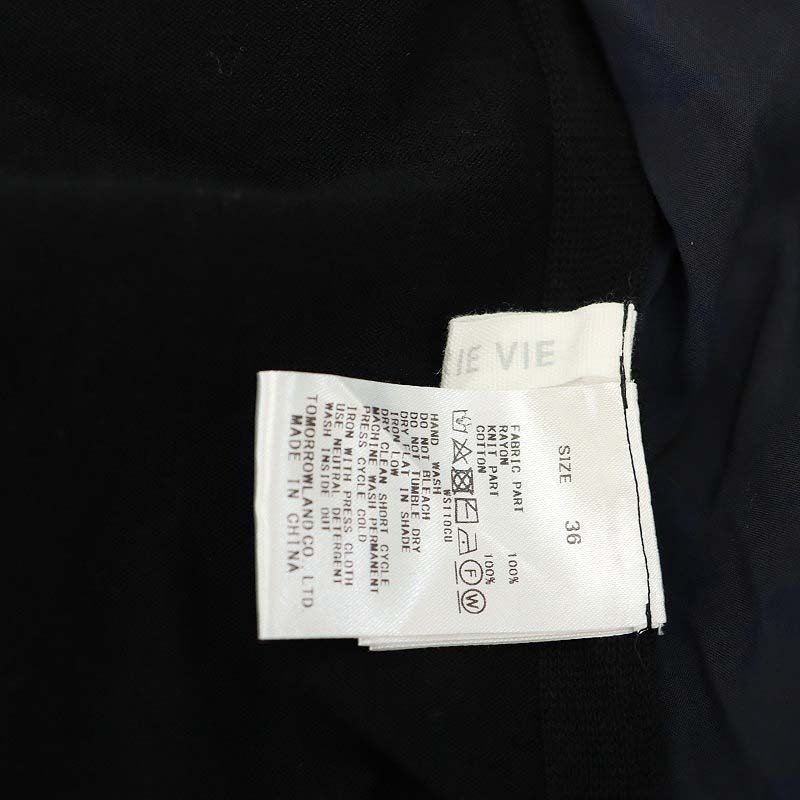 IE VIE
SIZE 36
FABRIC PART
RAYON 100%
KNIT PART
COTTON 100%
F W
WS110CU
HAND WASH
DO NOT BLEACH
DO NOT TUMBLE DRY
DRY FLAT IN SHADE
IRON LOW
DRY CLEAN SHORT CYCLE
MACHINE WASH PERMANENT
PRESS CYCLE COLD
IRON WITH PRESS CLOTH
USE NEUTRAL DETERGENT
WASH INSIDE OUT
TOMORROWLAND CO., LTD
MADE IN CHINA